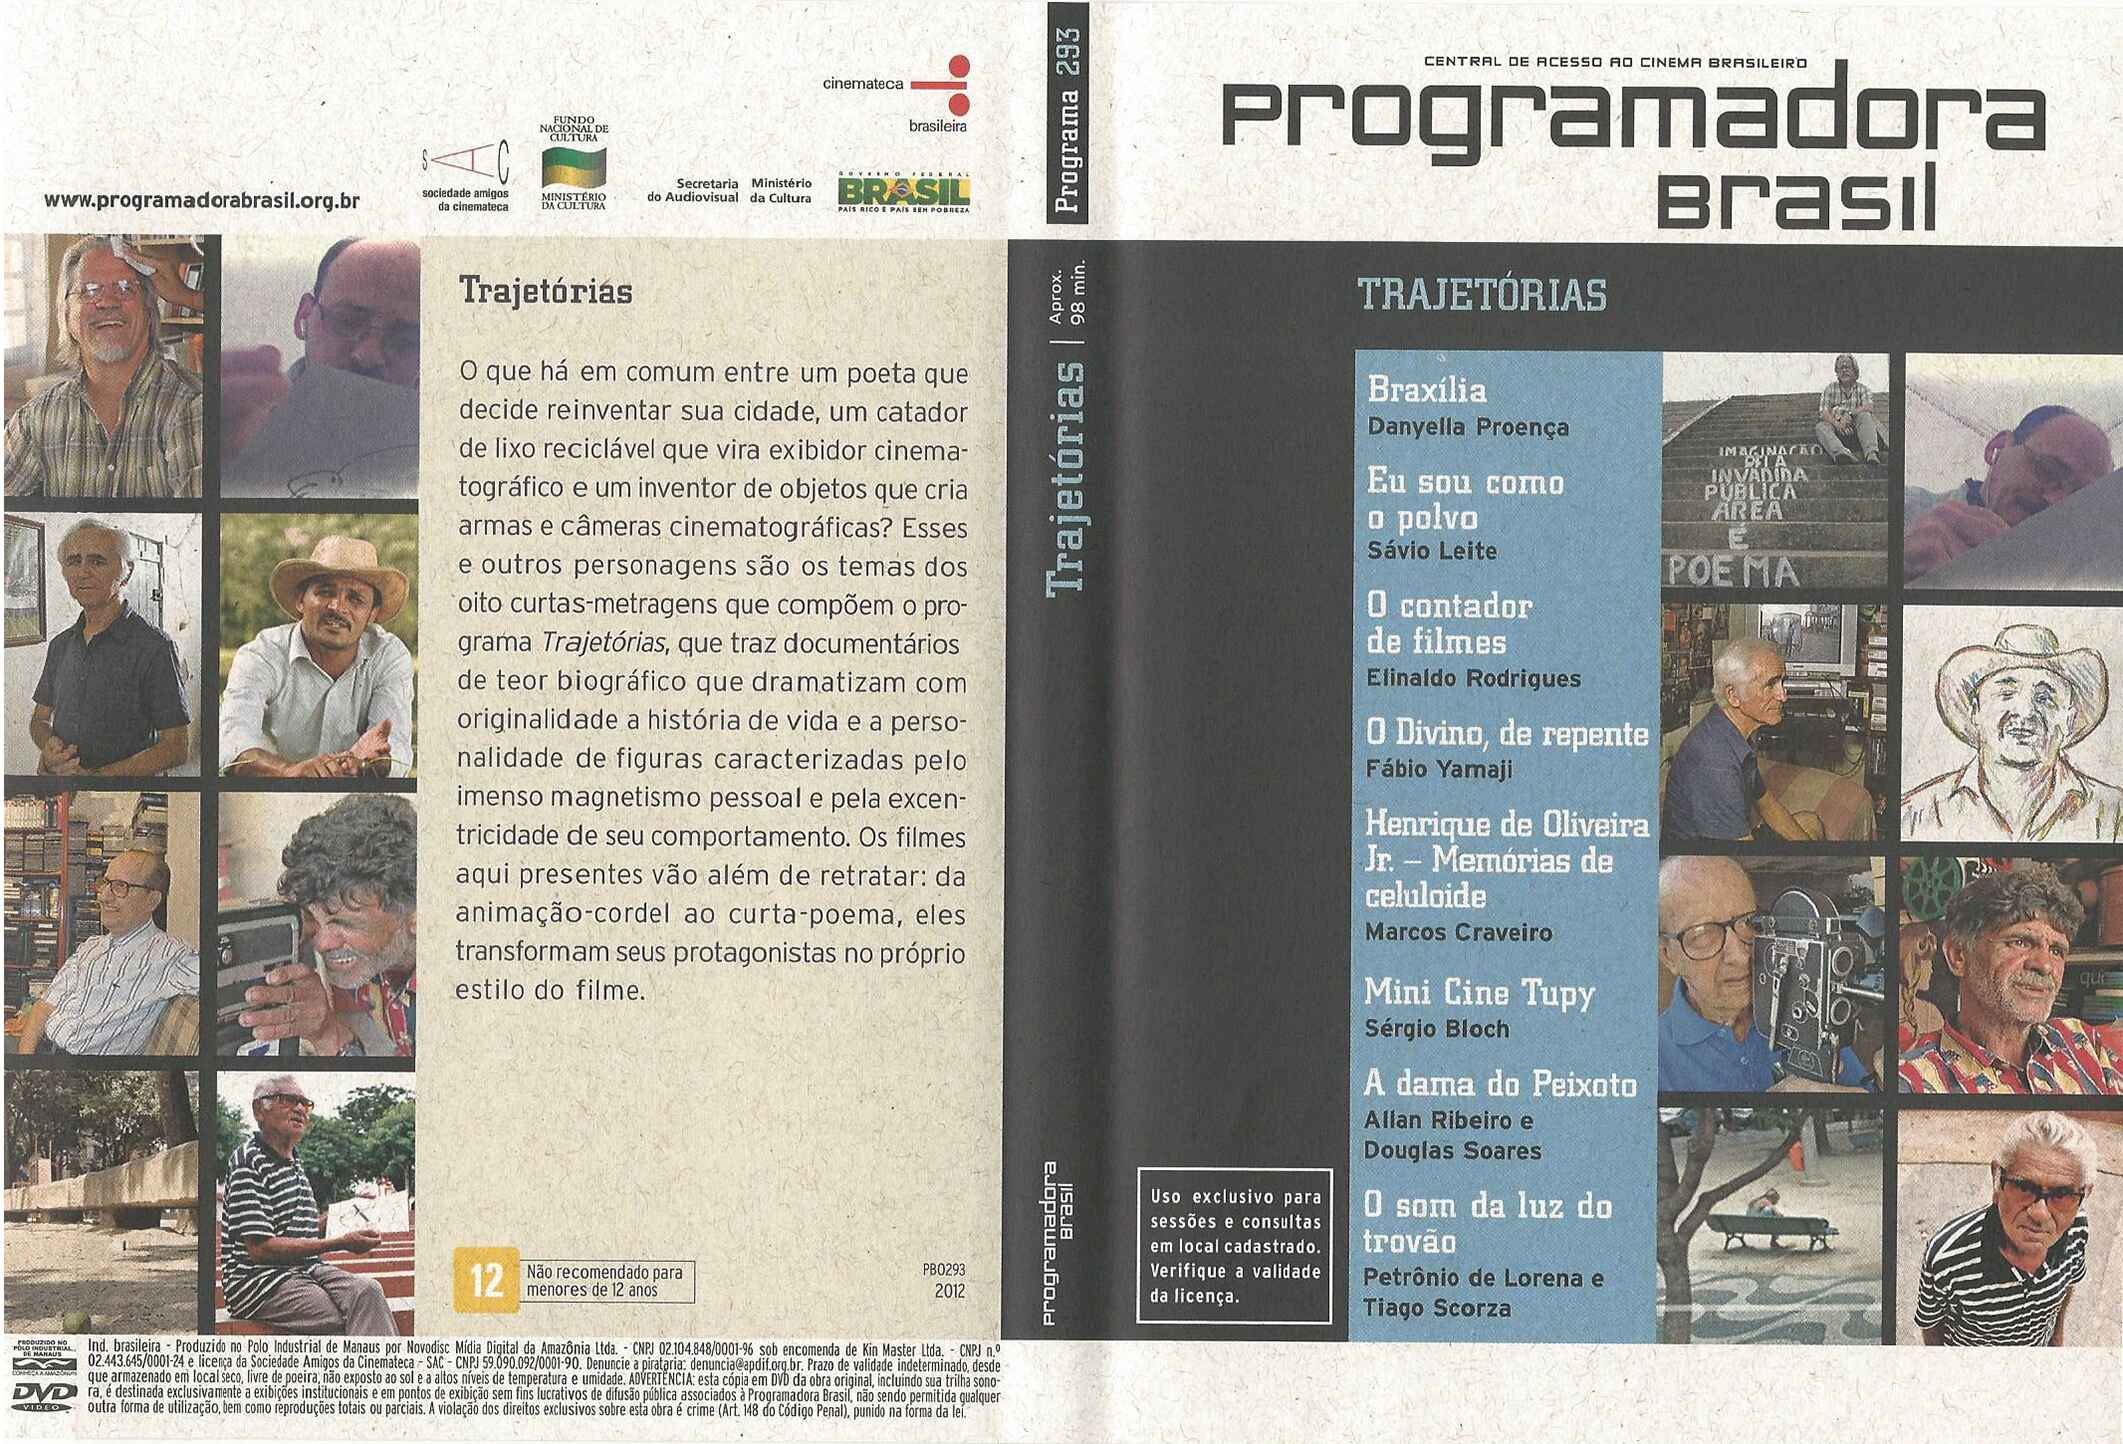 cinemateca
brasileira
FUNDO
NACIONAL DE
CULTURA
MINISTÉRIO
DA CULTURA
SAC
sociedade amigos
da cinemateca
Secretaria
do Audiovisual
Ministério
da Cultura
GOVERNO FEDERAL
BRASIL
PAÍS RICO É PAÍS SEM POBREZA
www.programadorabrasil.org.br
Trajetórias
O que há em comum entre um poeta que
decide reinventar sua cidade, um catador
de lixo reciclável que vira exibidor cinema-
tográfico e um inventor de objetos que cria
armas e câmeras cinematográficas? Esses
e outros personagens são os temas dos
oito curtas-metragens que compõem o pro-
grama Trajetórias, que traz documentários
de teor biográfico que dramatizam com
originalidade a história de vida e a perso-
nalidade de figuras caracterizadas pelo
imenso magnetismo pessoal e pela excen-
tricidade de seu comportamento. Os filmes
aqui presentes vão além de retratar: da
animação-cordel ao curta-poema, eles
transformam seus protagonistas no próprio
estilo do filme.
12
Não recomendado para
menores de 12 anos
PB0293
2012
PRODUZIDO NO
PÓLO INDUSTRIAL
DE MANAUS
CONHEÇA A AMAZÔNIA
DVD
VIDEO
Ind. brasileira - Produzido no Polo Industrial de Manaus por Novodisc Mídia Digital da Amazônia Ltda. - CNPJ 02.104.848/0001-96 sob encomenda de Kin Master Ltda. - CNPJ n.º
02.443.645/0001-24 e licença da Sociedade Amigos da Cinemateca - SAC - CNPJ 59.090.092/0001-90. Denuncie a pirataria: denuncia@apdif.org.br. Prazo de validade indeterminado, desde
que armazenado em local seco, livre de poeira, não exposto ao sol e a altos níveis de temperatura e umidade. ADVERTÊNCIA: esta cópia em DVD da obra original, incluindo sua trilha sono-
ra, é destinada exclusivamente a exibições institucionais e em pontos de exibição sem fins lucrativos de difusão pública associados à Programadora Brasil, não sendo permitida qualquer
outra forma de utilização, bem como reproduções totais ou parciais. A violação dos direitos exclusivos sobre esta obra é crime (Art. 148 do Código Penal), punido na forma da lei.
Programa 293
Trajetórias | Aprox.
98 min.
programadora
Brasil
CENTRAL DE ACESSO AO CINEMA BRASILEIRO
programadora
Brasil
TRAJETÓRIAS
Braxília
Danyella Proença
Eu sou como
o polvo
Sávio Leite
O contador
de filmes
Elinaldo Rodrigues
O Divino, de repente
Fábio Yamaji
Henrique de Oliveira
Jr. – Memórias de
celuloide
Marcos Craveiro
Mini Cine Tupy
Sérgio Bloch
A dama do Peixoto
Allan Ribeiro e
Douglas Soares
O som da luz do
trovão
Petrônio de Lorena e
Tiago Scorza
IMAGINAÇÃO
PELA
INVADIDA
PÚBLICA
ÁREA
É
POEMA
que
Uso exclusivo para
sessões e consultas
em local cadastrado.
Verifique a validade
da licença.